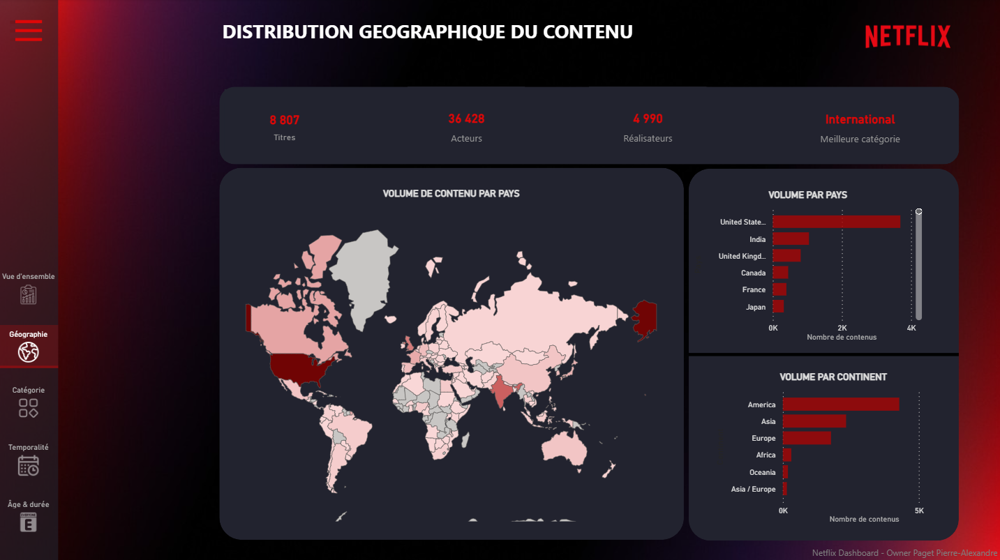 DISTRIBUTION GEOGRAPHIQUE DU CONTENU
NETFLIX
8 807
Titres
36 428
Acteurs
4 990
Réalisateurs
International
Meilleure catégorie
Vue d'ensemble
Géographie
Catégorie
Temporalité
Âge & durée
EVERYONE
E
VOLUME DE CONTENU PAR PAYS
VOLUME PAR PAYS
United State...
India
United Kingd...
Canada
France
Japan
0K 2K 4K
Nombre de contenus
VOLUME PAR CONTINENT
America
Asia
Europe
Africa
Oceania
Asia / Europe
0K 5K
Nombre de contenus
Netflix Dashboard - Owner Paget Pierre-Alexandre